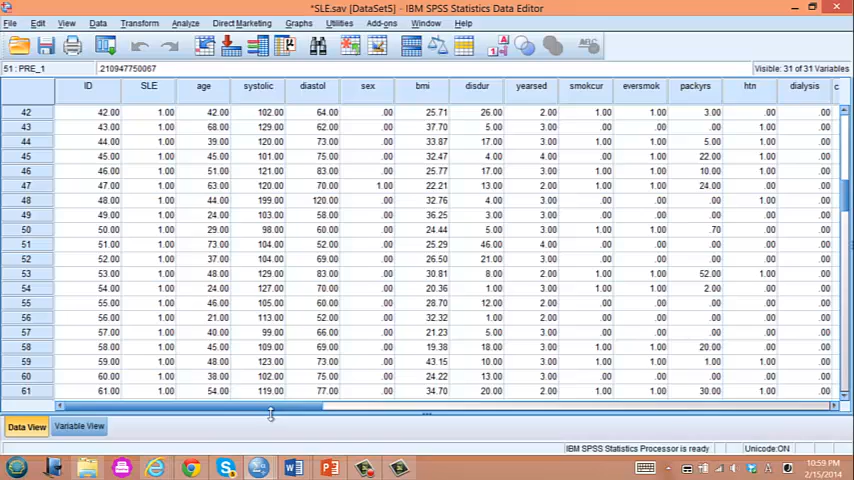 *SLE.sav [DataSet5] - IBM SPSS Statistics Data Editor
File Edit View Data Transform Analyze Direct Marketing Graphs Utilities Add-ons Window Help
51 : PRE_1 .210947750067 Visible: 31 of 31 Variables
ID SLE age systolic diastol sex bmi disdur yearsed smokcur eversmok packyrs htn dialysis c
42 42.00 1.00 42.00 102.00 64.00 .00 25.71 26.00 2.00 1.00 1.00 3.00 .00 .00
43 43.00 1.00 68.00 129.00 62.00 .00 37.70 5.00 3.00 .00 .00 .00 1.00 .00
44 44.00 1.00 39.00 120.00 73.00 .00 33.87 17.00 3.00 1.00 1.00 5.00 1.00 .00
45 45.00 1.00 45.00 101.00 75.00 .00 32.47 4.00 4.00 .00 1.00 22.00 .00 .00
46 46.00 1.00 51.00 121.00 83.00 .00 25.77 17.00 3.00 1.00 1.00 10.00 1.00 .00
47 47.00 1.00 63.00 120.00 70.00 1.00 22.21 13.00 2.00 1.00 1.00 24.00 .00 .00
48 48.00 1.00 44.00 199.00 120.00 .00 32.76 4.00 3.00 .00 .00 .00 1.00 .00
49 49.00 1.00 24.00 103.00 58.00 .00 36.25 3.00 3.00 .00 .00 .00 .00 .00
50 50.00 1.00 29.00 98.00 60.00 .00 24.44 5.00 3.00 1.00 1.00 .70 .00 .00
51 51.00 1.00 73.00 104.00 52.00 .00 25.29 46.00 4.00 .00 .00 .00 .00 .00
52 52.00 1.00 37.00 104.00 69.00 .00 26.50 21.00 3.00 .00 .00 .00 .00 .00
53 53.00 1.00 48.00 129.00 83.00 .00 30.81 8.00 2.00 1.00 1.00 52.00 1.00 .00
54 54.00 1.00 24.00 127.00 70.00 .00 20.36 1.00 3.00 1.00 1.00 2.00 .00 .00
55 55.00 1.00 46.00 105.00 60.00 .00 28.70 12.00 2.00 .00 .00 .00 .00 .00
56 56.00 1.00 21.00 113.00 52.00 .00 32.32 1.00 2.00 .00 .00 .00 .00 .00
57 57.00 1.00 40.00 99.00 66.00 .00 21.23 5.00 3.00 .00 .00 .00 .00 .00
58 58.00 1.00 45.00 109.00 69.00 .00 19.38 18.00 3.00 1.00 1.00 20.00 .00 .00
59 59.00 1.00 48.00 123.00 73.00 .00 43.15 10.00 3.00 .00 1.00 1.00 1.00 .00
60 60.00 1.00 38.00 102.00 75.00 .00 24.22 13.00 3.00 .00 .00 .00 .00 .00
61 61.00 1.00 54.00 119.00 77.00 .00 34.70 20.00 2.00 1.00 1.00 30.00 1.00 .00
Data View Variable View
IBM SPSS Statistics Processor is ready Unicode:ON
10:59 PM
2/15/2014